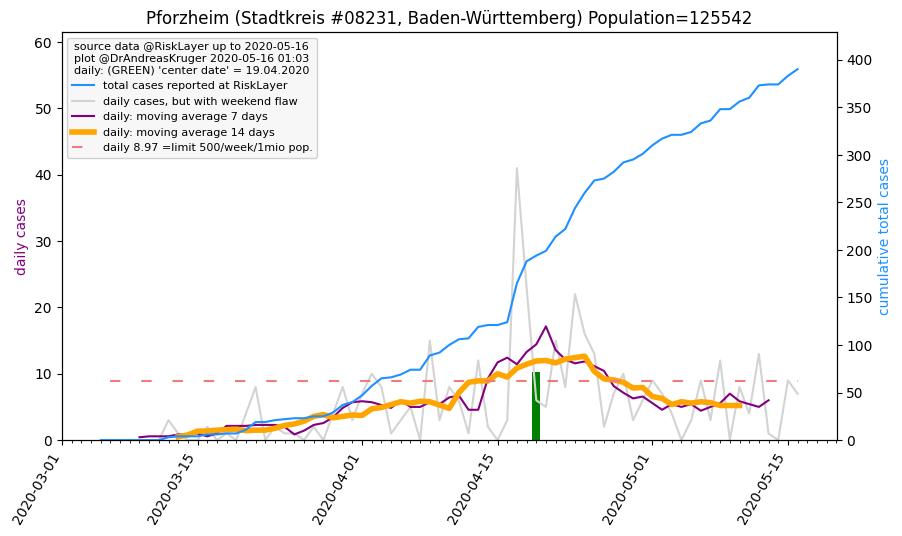 Pforzheim (Stadtkreis #08231, Baden-Württemberg) Population=125542
source data @RiskLayer up to 2020-05-16
plot @DrAndreasKruger 2020-05-16 01:03
daily: (GREEN) 'center date' = 19.04.2020
total cases reported at RiskLayer
daily cases, but with weekend flaw
daily: moving average 7 days
daily: moving average 14 days
daily 8.97 =limit 500/week/1mio pop.
daily cases
60
50
40
30
20
10
0
cumulative total cases
400
350
300
250
200
150
100
50
0
2020-03-01
2020-03-15
2020-04-01
2020-04-15
2020-05-01
2020-05-15